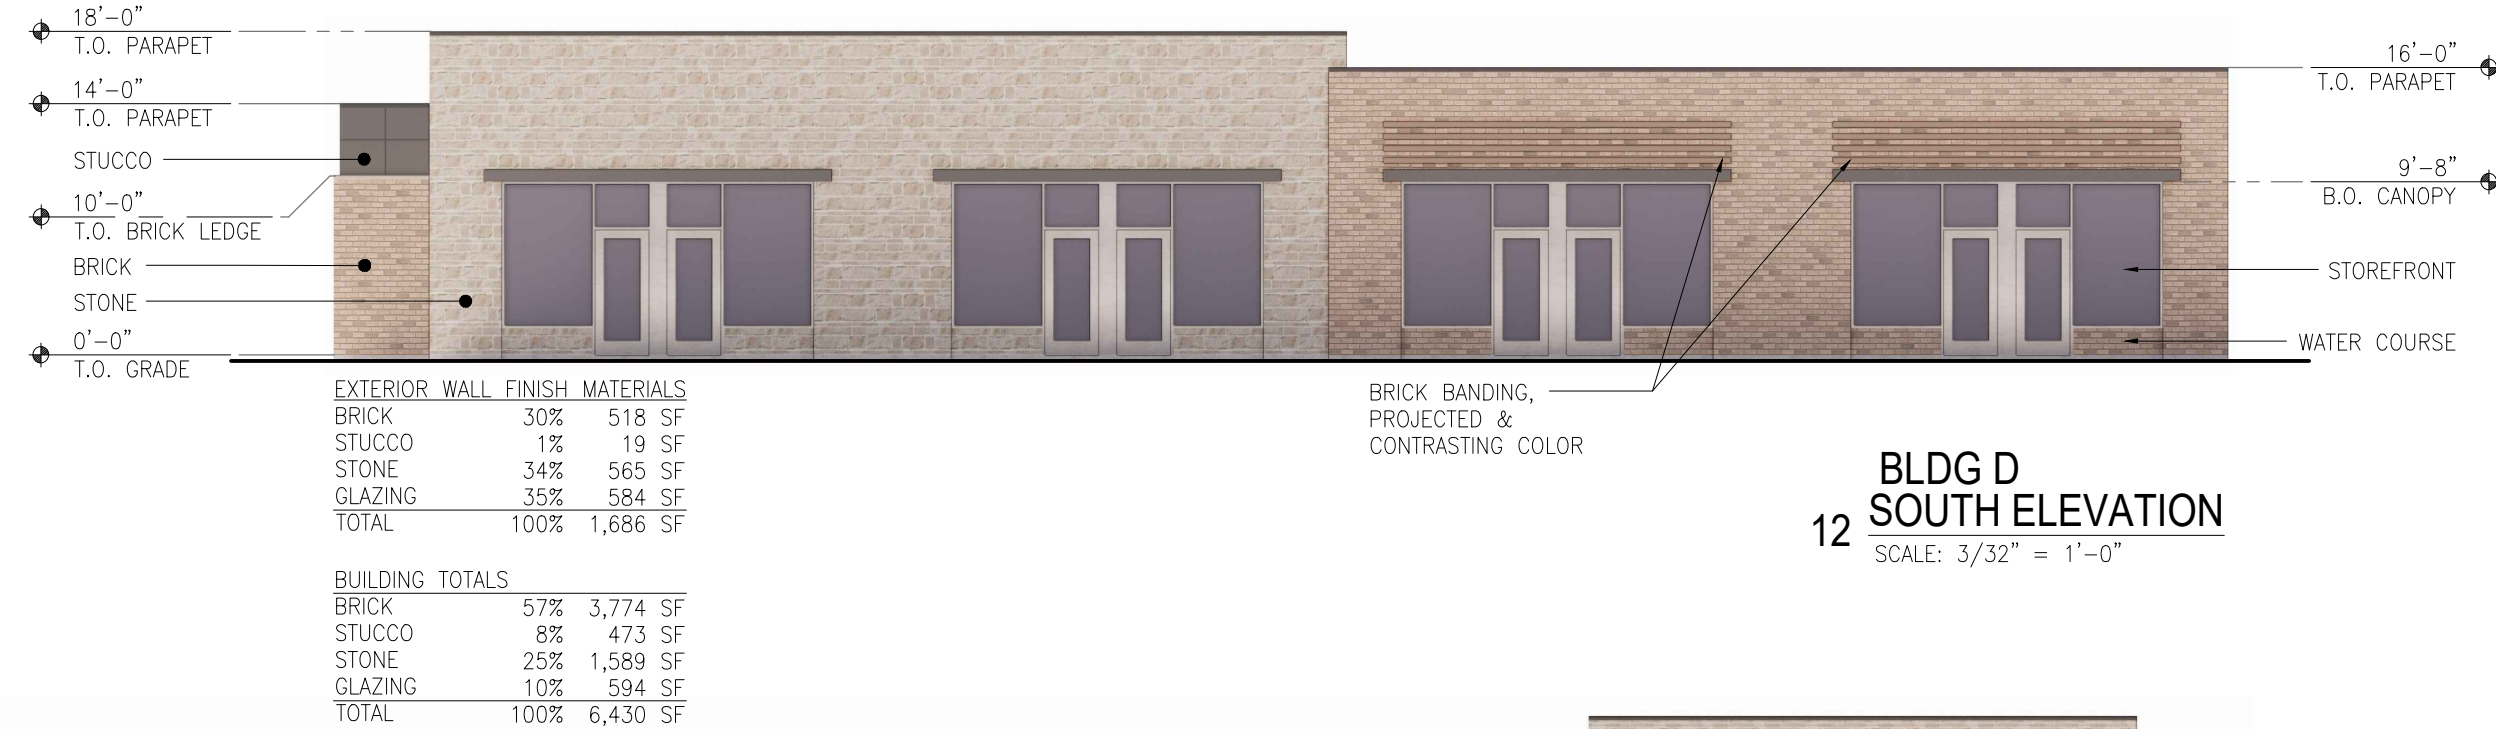 18'-0"
T.O. PARAPET
14'-0"
T.O. PARAPET
STUCCO
10'-0"
T.O. BRICK LEDGE
BRICK
STONE
0'-0"
T.O. GRADE
16'-0"
T.O. PARAPET
9'-8"
B.O. CANOPY
STOREFRONT
WATER COURSE
EXTERIOR WALL FINISH MATERIALS
BRICK 30% 518 SF
STUCCO 1% 19 SF
STONE 34% 565 SF
GLAZING 35% 584 SF
TOTAL 100% 1,686 SF
BRICK BANDING,
PROJECTED &
CONTRASTING COLOR
BLDG D
12 SOUTH ELEVATION
SCALE: 3/32" = 1'-0"
BUILDING TOTALS
BRICK 57% 3,774 SF
STUCCO 8% 473 SF
STONE 25% 1,589 SF
GLAZING 10% 594 SF
TOTAL 100% 6,430 SF